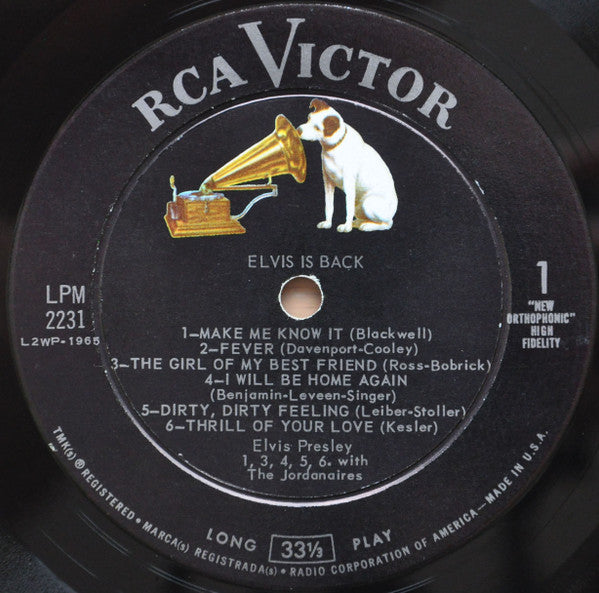 RCA VICTOR
ELVIS IS BACK
LPM
2231
L2WP-1965
1
"NEW
ORTHOPHONIC"
HIGH
FIDELITY
1–MAKE ME KNOW IT (Blackwell)
2–FEVER (Davenport-Cooley)
3–THE GIRL OF MY BEST FRIEND (Ross-Bobrick)
4–I WILL BE HOME AGAIN
(Benjamin-Leveen-Singer)
5–DIRTY, DIRTY FEELING (Leiber-Stoller)
6–THRILL OF YOUR LOVE (Kesler)
Elvis Presley
1, 3, 4, 5, 6. with
The Jordanaires
LONG 33⅓ PLAY
TMK(s) ® REGISTERED • MARCA(s) REGISTRADA(s) • RADIO CORPORATION OF AMERICA—MADE IN U.S.A.